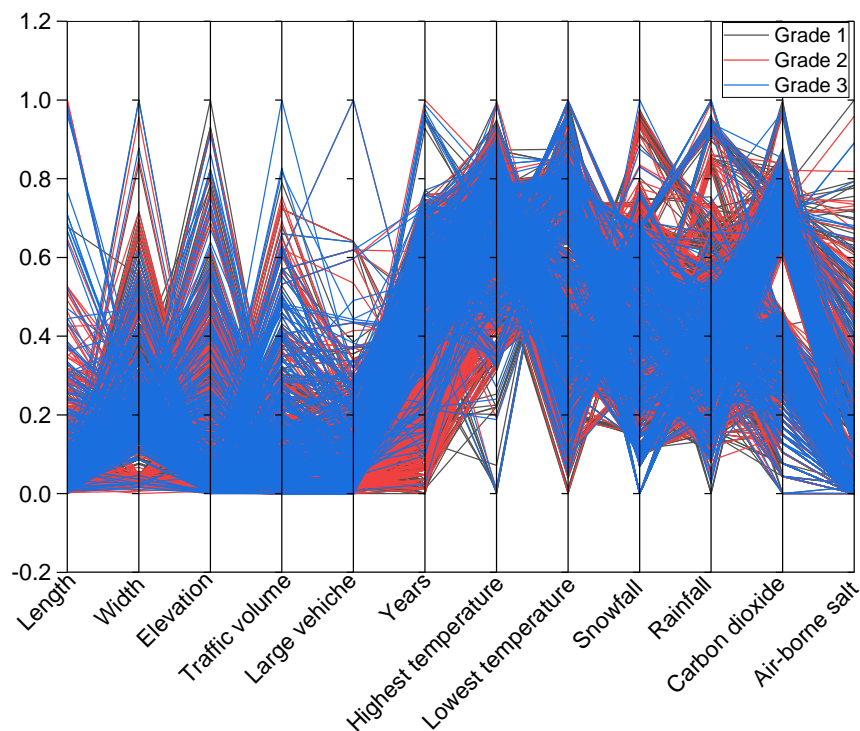 1.2
1.0
0.8
0.6
0.4
0.2
0.0
-0.2
Grade 1
Grade 2
Grade 3
Length
Width
Elevation
Traffic volume
Large vehiche
Years
Highest temperature
Lowest temperature
Snowfall
Rainfall
Carbon dioxide
Air-borne salt